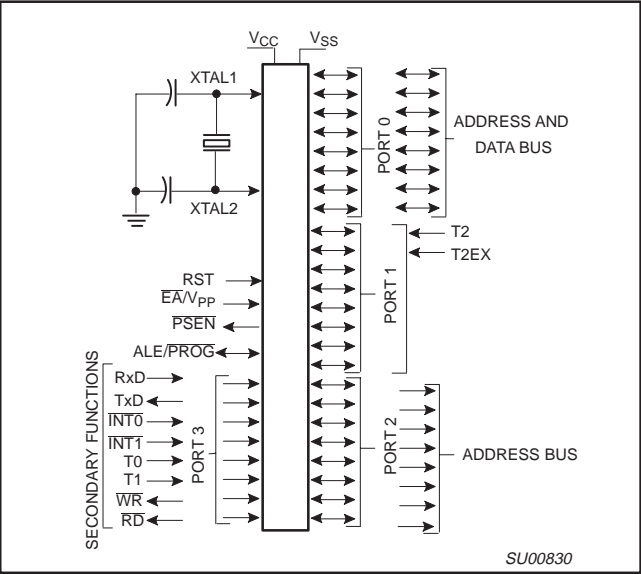 VCC VSS
XTAL1
XTAL2
PORT 0
ADDRESS AND
DATA BUS
T2
T2EX
PORT 1
RST
EA/VPP
PSEN
ALE/PROG
SECONDARY FUNCTIONS
RxD
TxD
INT0
INT1
T0
T1
WR
RD
PORT 3
PORT 2
ADDRESS BUS
SU00830